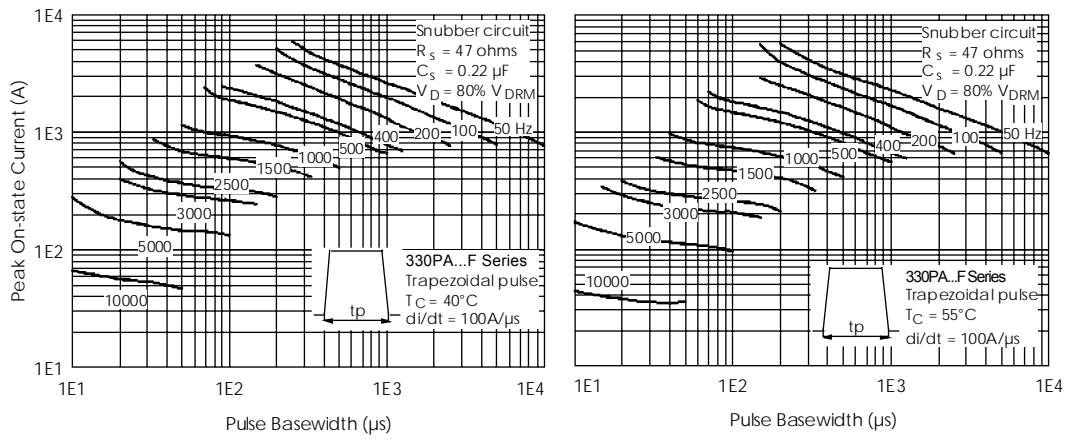 1E4
1E3
1E2
1E1
Peak On-state Current (A)
Snubber circuit
R s = 47 ohms
C s = 0.22 µF
V D = 80% V DRM
50 Hz
100
200
400
500
1000
1500
2500
3000
5000
10000
tp
330PA...F Series
Trapezoidal pulse
T C = 40°C
di/dt = 100A/µs
1E1
1E2
1E3
1E4
Pulse Basewidth (µs)
Snubber circuit
R s = 47 ohms
C s = 0.22 µF
V D = 80% V DRM
50 Hz
100
200
400
500
1000
1500
2500
3000
5000
10000
tp
330PA...F Series
Trapezoidal pulse
T C = 55°C
di/dt = 100A/µs
1E1
1E2
1E3
1E4
Pulse Basewidth (µs)